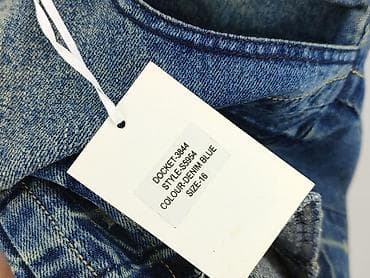 DOCKET-3844
STYLE-S5954
COLOUR-DENIM BLUE
SIZE-16